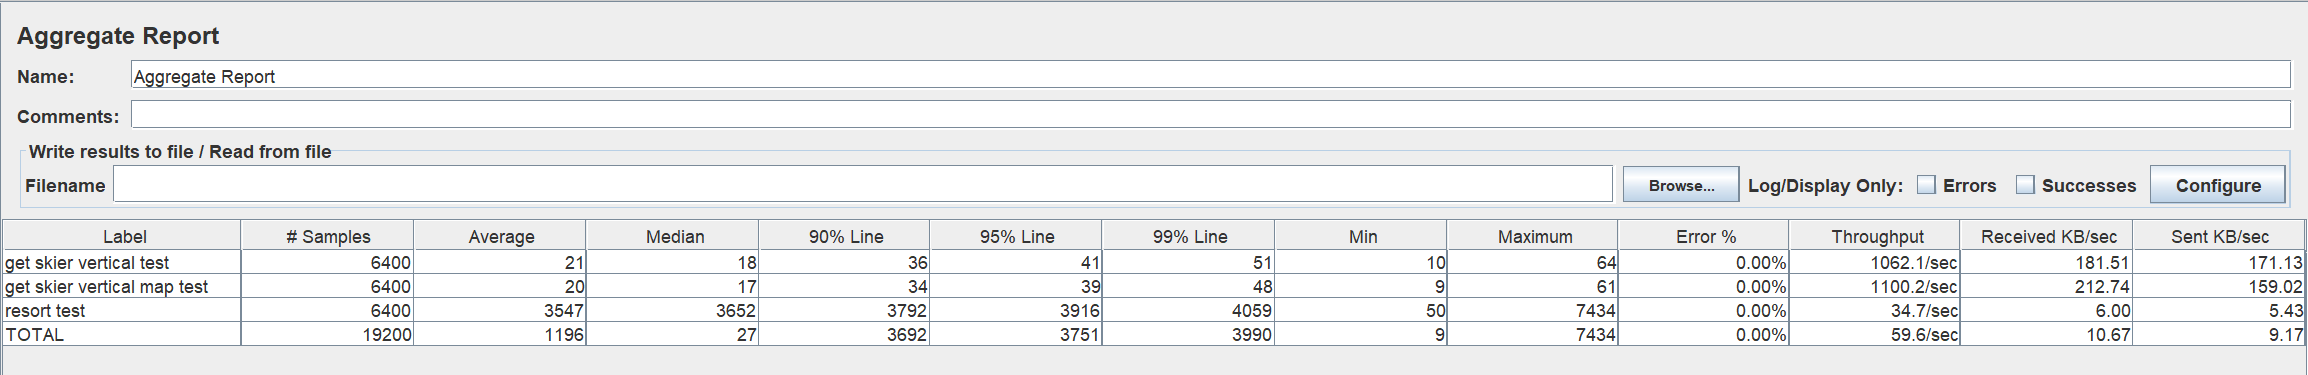 Aggregate Report
Name: Aggregate Report
Comments:
Write results to file / Read from file
Filename Browse... Log/Display Only: Errors Successes Configure
Label # Samples Average Median 90% Line 95% Line 99% Line Min Maximum Error % Throughput Received KB/sec Sent KB/sec
get skier vertical test 6400 21 18 36 41 51 10 64 0.00% 1062.1/sec 181.51 171.13
get skier vertical map test 6400 20 17 34 39 48 9 61 0.00% 1100.2/sec 212.74 159.02
resort test 6400 3547 3652 3792 3916 4059 50 7434 0.00% 34.7/sec 6.00 5.43
TOTAL 19200 1196 27 3692 3751 3990 9 7434 0.00% 59.6/sec 10.67 9.17